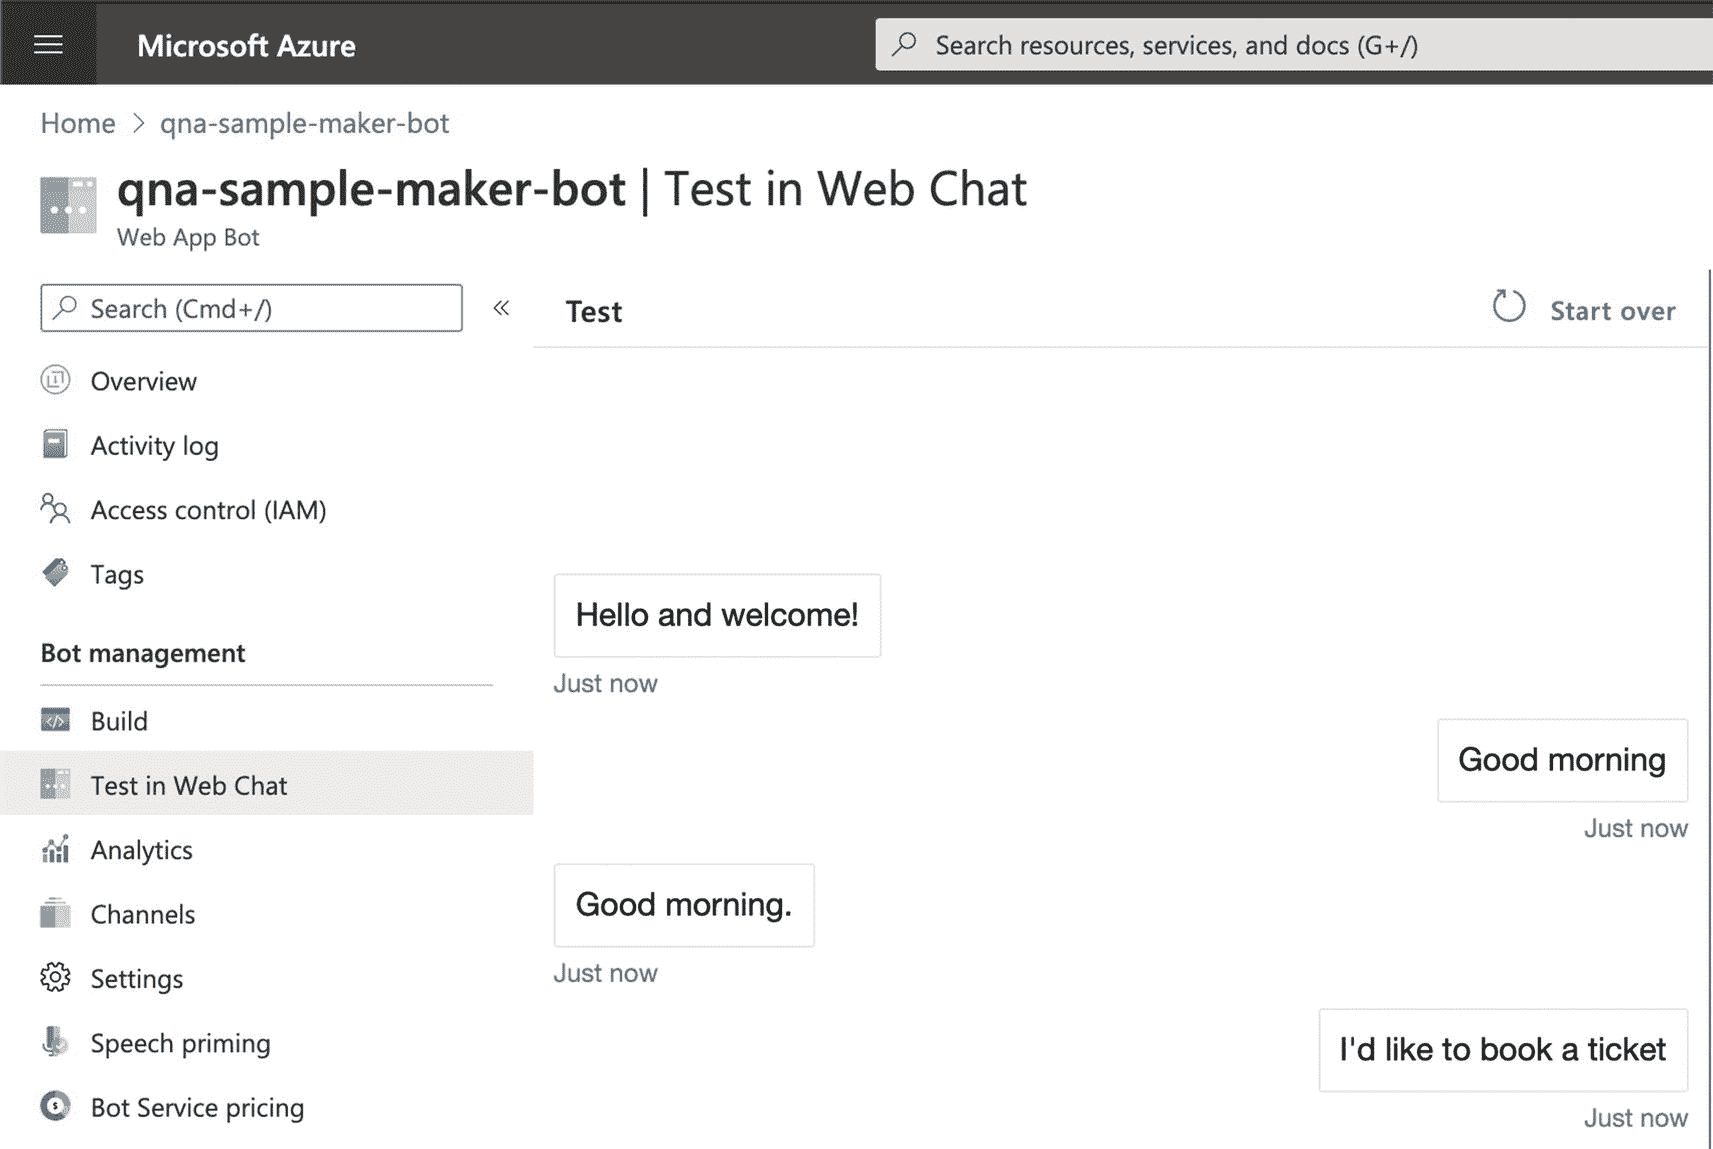 Microsoft Azure
Search resources, services, and docs (G+/)
Home > qna-sample-maker-bot
qna-sample-maker-bot | Test in Web Chat
Web App Bot
Search (Cmd+/)
«
Test
Start over
Overview
Activity log
Access control (IAM)
Tags
Bot management
Build
Test in Web Chat
Analytics
Channels
Settings
Speech priming
Bot Service pricing
Hello and welcome!
Just now
Good morning
Just now
Good morning.
Just now
I'd like to book a ticket
Just now